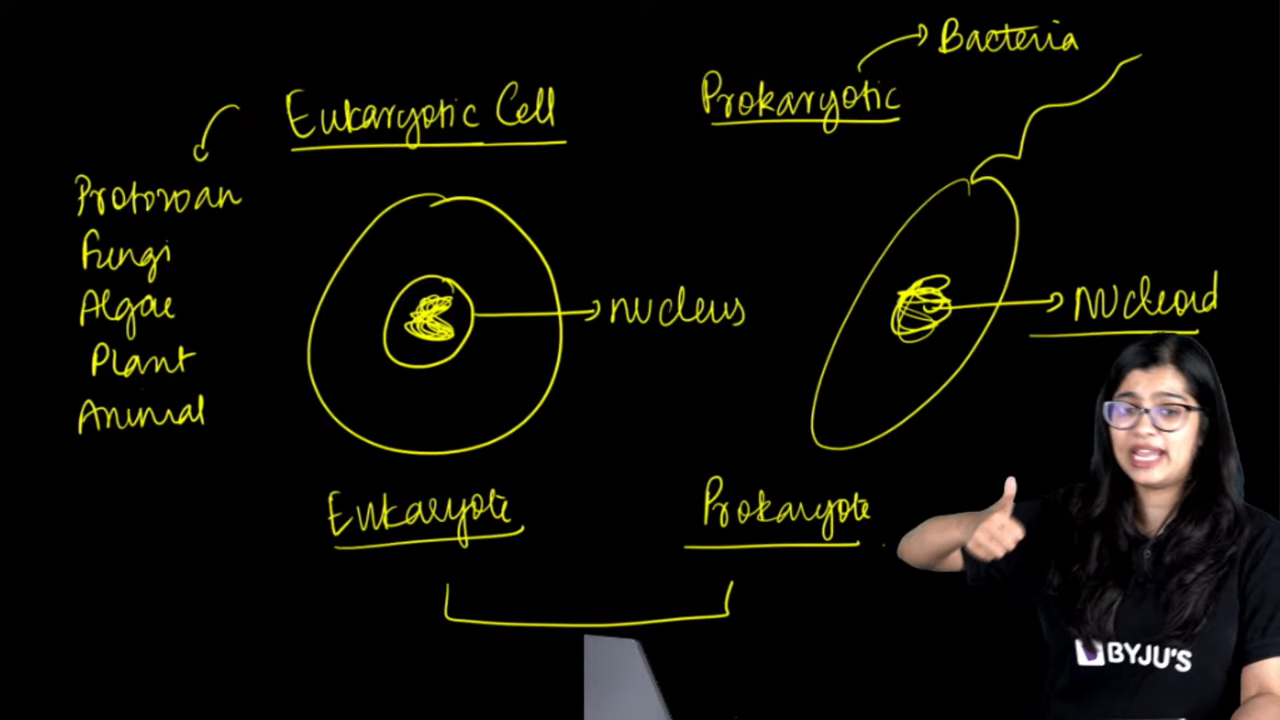 Bacteria
Eukaryotic Cell
Prokaryotic
Protozoan
Fungi
Algae
Plant
Animal
nucleus
Nucleoid
Eukaryote
Prokaryote
BYJU'S